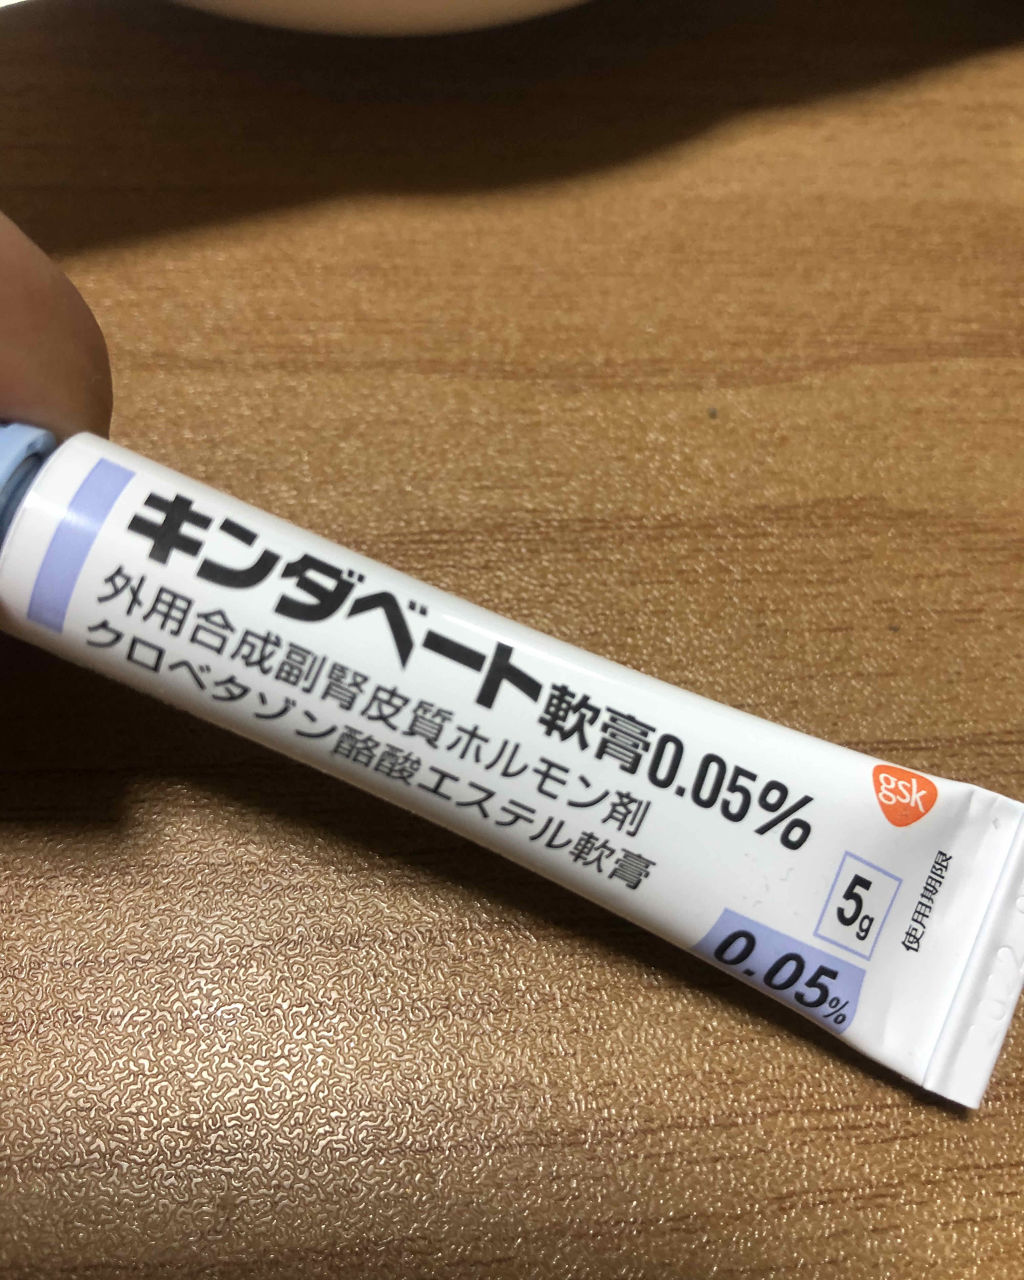 キンダベート軟膏0.05%
外用合成副腎皮質ホルモン剤
クロベタゾン酪酸エステル軟膏
gsk
5g
0.05%
使用期限